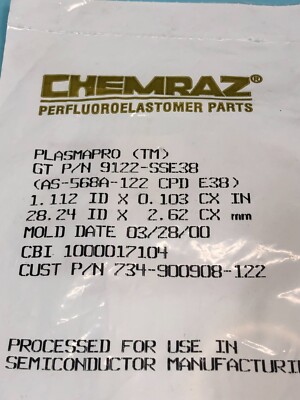 CHEMRAZ®
PERFLUOROELASTOMER PARTS
PLASMAPRO (TM)
GT P/N 9122-SSE38
(AS-568A-122 CPD E38)
1.112 ID X 0.103 CX IN
28.24 ID X 2.62 CX mm
MOLD DATE 03/28/00
CBI 1000017104
CUST P/N 734-900908-122
PROCESSED FOR USE IN
SEMICONDUCTOR MANUFACTURI